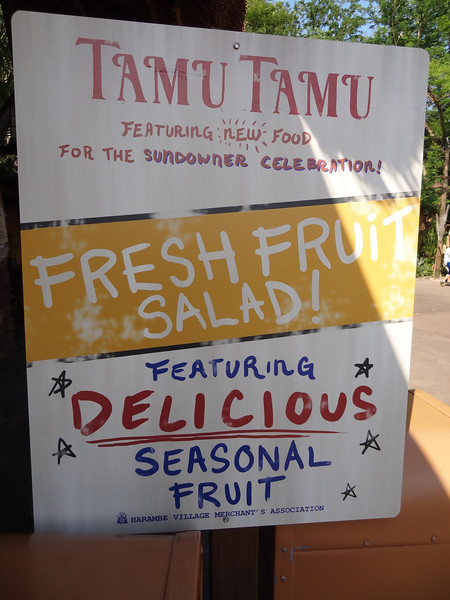 TAMU TAMU
FEATURING NEW FOOD
FOR THE SUNDOWNER CELEBRATION!
FRESH FRUiT
SALAD!
FEATURING
DELICIOUS
SEASONAL
FRUIT
HARAMBE VILLAGE MERCHANT'S ASSOCIATION